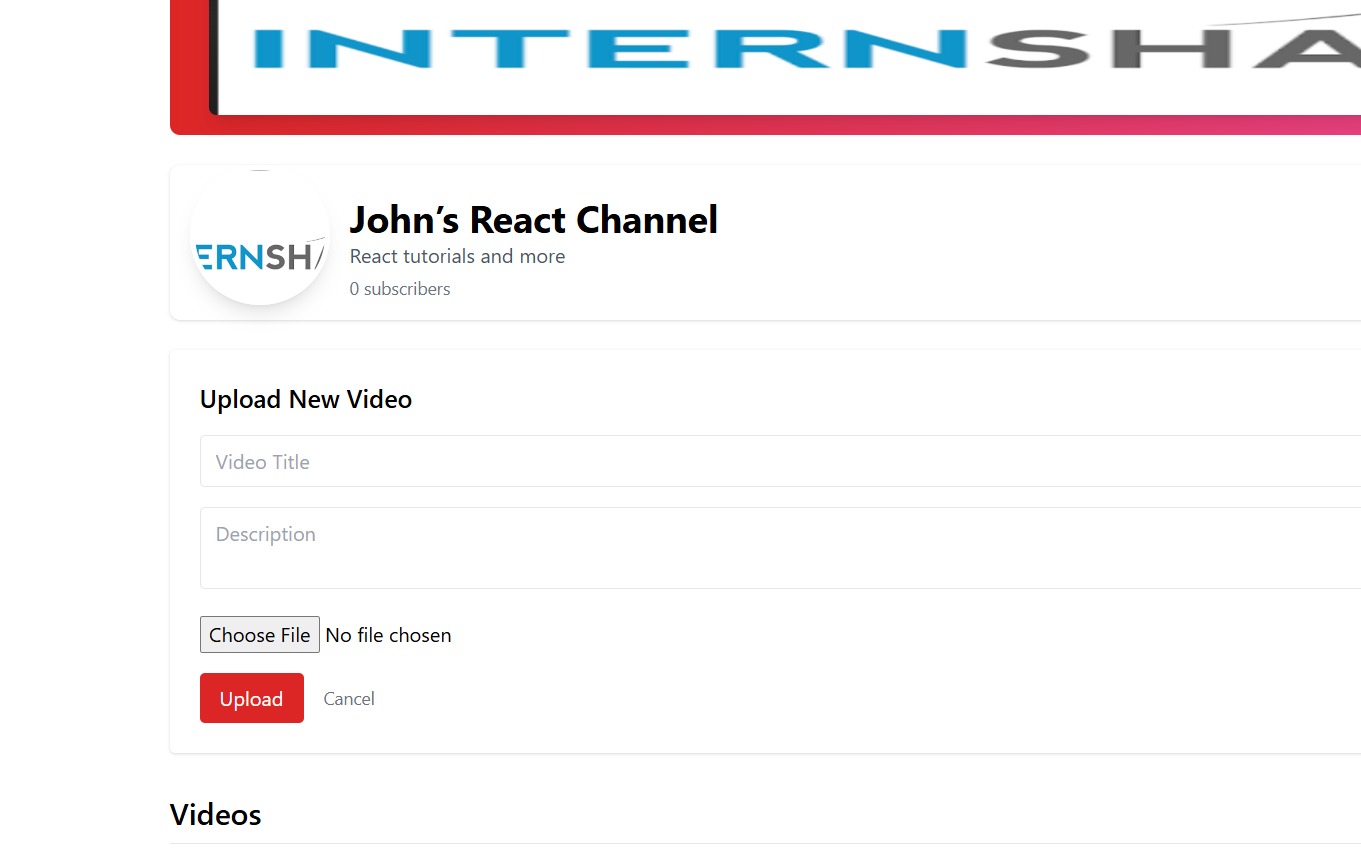 INTERNSHA
ERNSHA
John’s React Channel
React tutorials and more
0 subscribers
Upload New Video
Video Title
Description
Choose File No file chosen
Upload Cancel
Videos